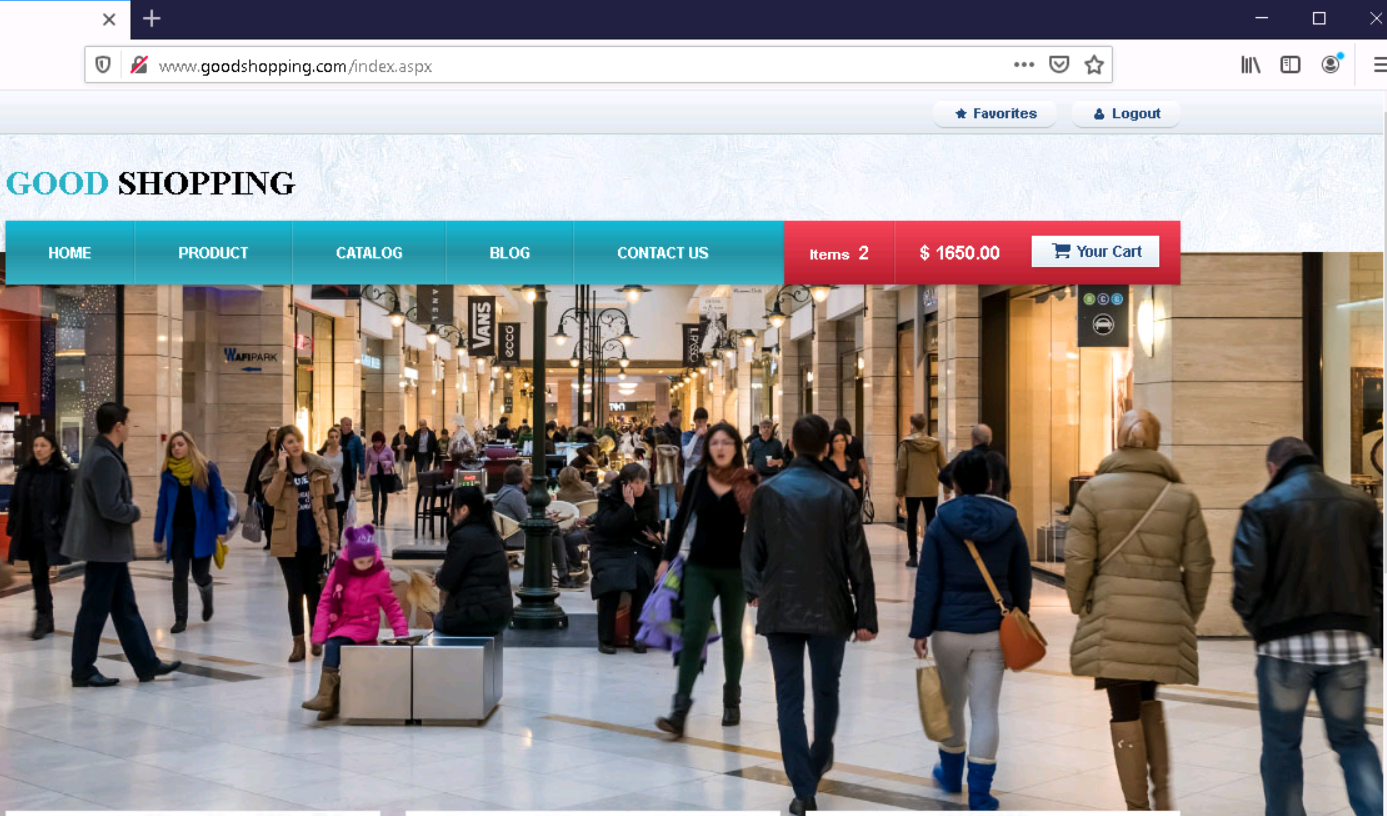 www.goodshopping.com/index.aspx
Favorites
Logout
GOOD SHOPPING
HOME
PRODUCT
CATALOG
BLOG
CONTACT US
Items 2
$ 1650.00
Your Cart
VANS
ecco
WAFIPARK